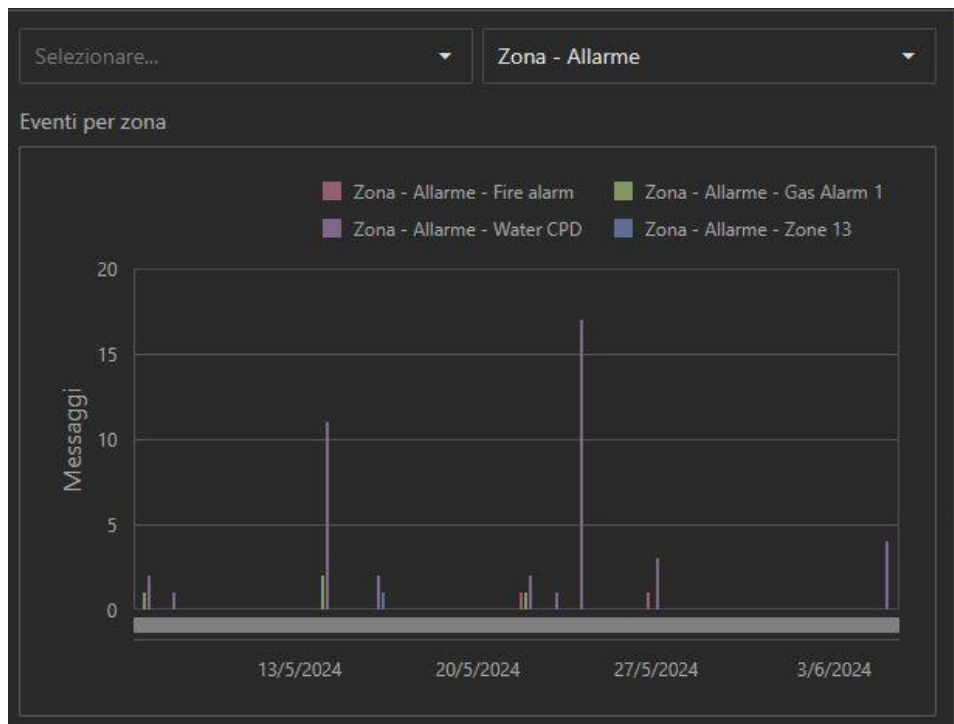 Selezionare...
Zona - Allarme
Eventi per zona
Zona - Allarme - Fire alarm
Zona - Allarme - Gas Alarm 1
Zona - Allarme - Water CPD
Zona - Allarme - Zone 13
20
15
10
5
0
Messaggi
13/5/2024
20/5/2024
27/5/2024
3/6/2024